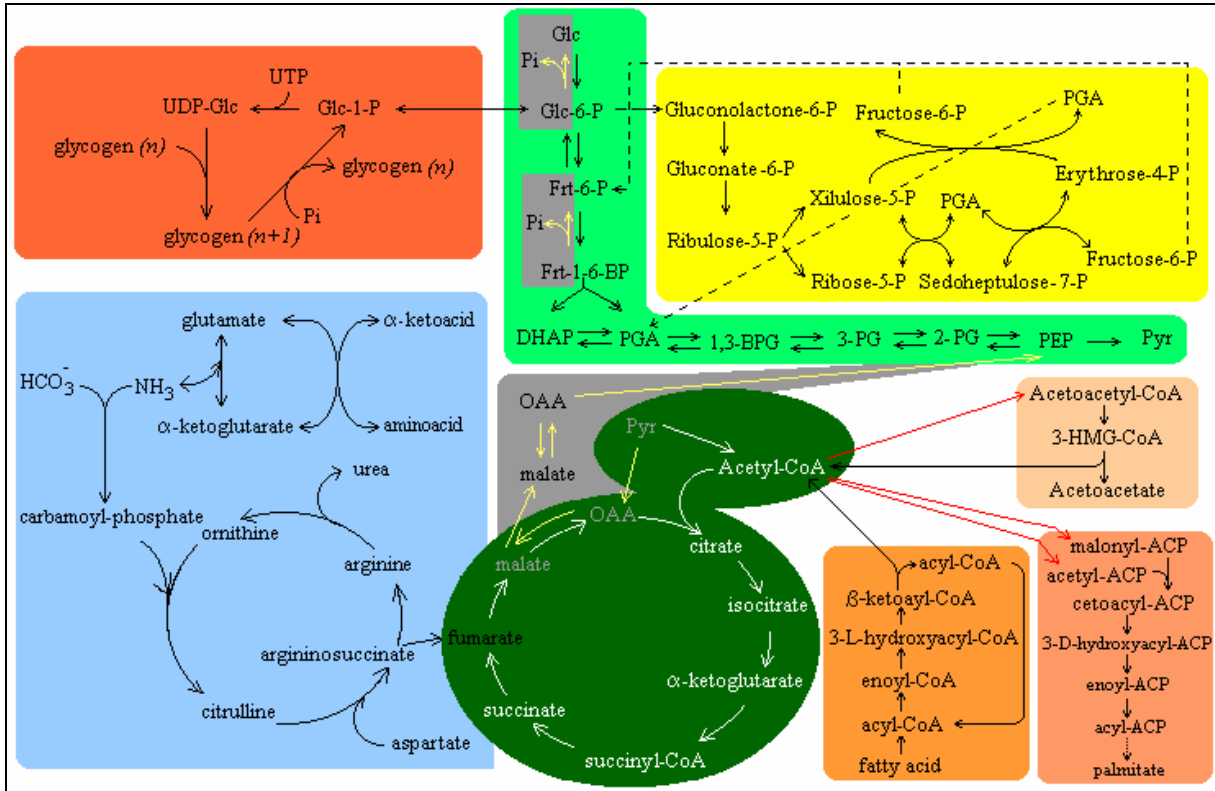 UTP
UDP-Glc
Glc-1-P
glycogen (n)
glycogen (n)
Pi
glycogen (n+1)
Glc
Pi
Glc-6-P
Frt-6-P
Pi
Frt-1-6-BP
DHAP
PGA
1,3-BPG
3-PG
2-PG
PEP
Pyr
Gluconolactone-6-P
Fructose-6-P
PGA
Gluconate-6-P
Erythrose-4-P
Xilulose-5-P
PGA
Ribulose-5-P
Fructose-6-P
Ribose-5-P
Sedoheptulose-7-P
glutamate
α-ketoacid
HCO3-
NH3
α-ketoglutarate
aminoacid
urea
carbamoyl-phosphate
ornithine
arginine
argininosuccinate
citrulline
aspartate
OAA
malate
Pyr
Acetyl-CoA
OAA
malate
citrate
isocitrate
fumarate
α-ketoglutarate
succinate
succinyl-CoA
Acetoacetyl-CoA
3-HMG-CoA
Acetoacetate
acyl-CoA
ß-ketoayl-CoA
3-L-hydroxyacyl-CoA
enoyl-CoA
acyl-CoA
fatty acid
malonyl-ACP
acetyl-ACP
cetoacyl-ACP
3-D-hydroxyacyl-ACP
enoyl-ACP
acyl-ACP
palmitate